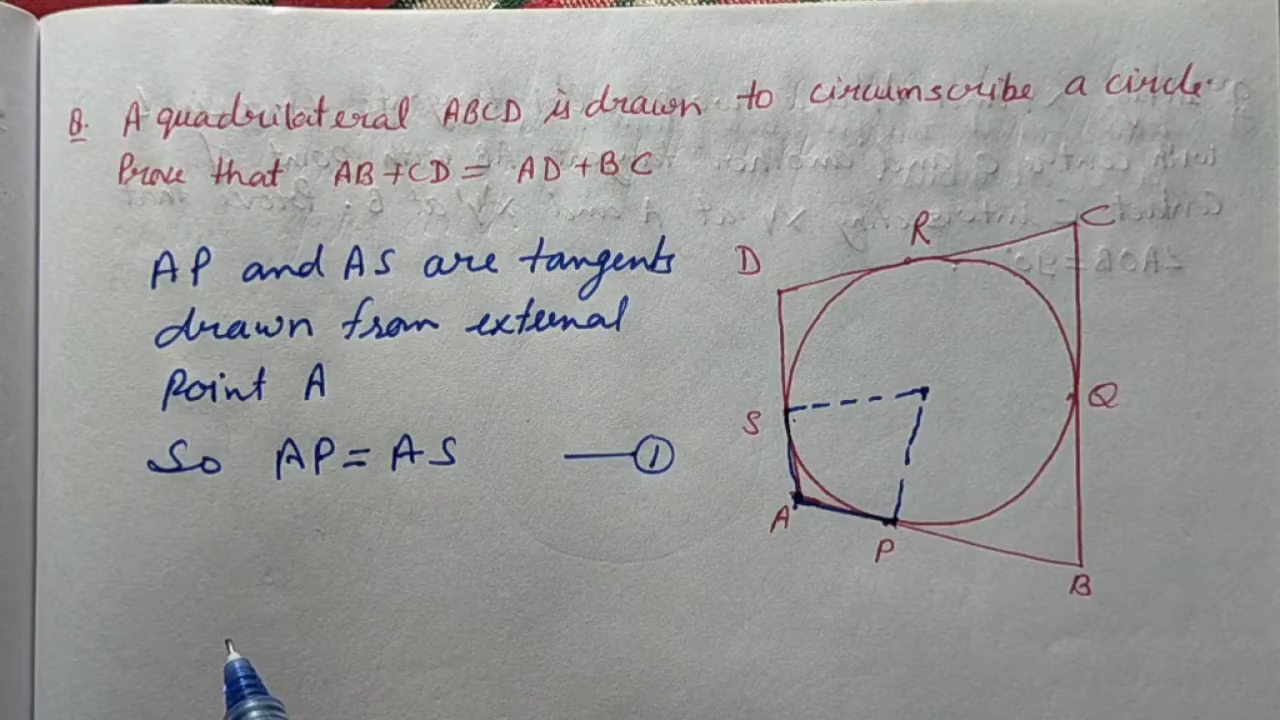 Q. A quadrilateral ABCD is drawn to circumscribe a circle.
Prove that AB+CD = AD+BC
AP and AS are tangents
drawn from external
Point A
So AP = AS —— ①
D
R
C
S
Q
A
P
B